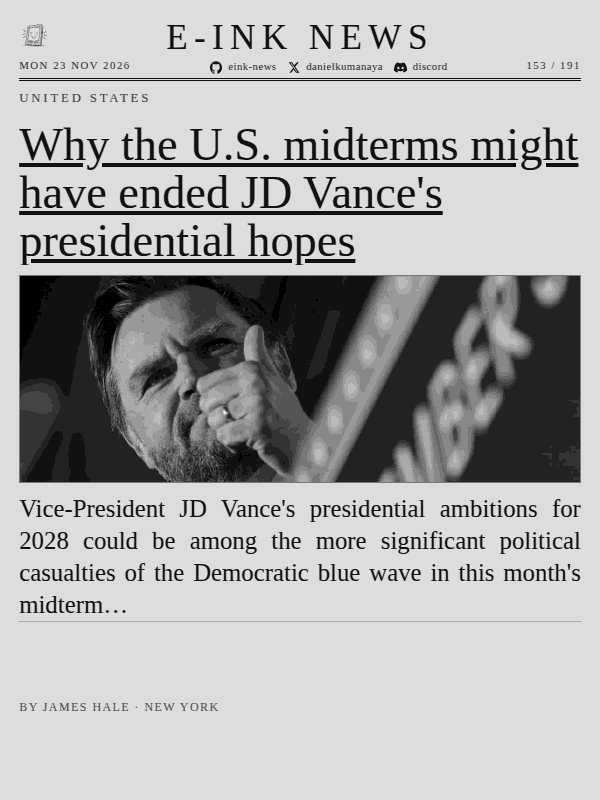 E-INK NEWS
MON 23 NOV 2026
eink-news
danielkumanaya
discord
153 / 191
UNITED STATES
Why the U.S. midterms might
have ended JD Vance's
presidential hopes
Vice-President JD Vance's presidential ambitions for
2028 could be among the more significant political
casualties of the Democratic blue wave in this month's
midterm…
BY JAMES HALE · NEW YORK